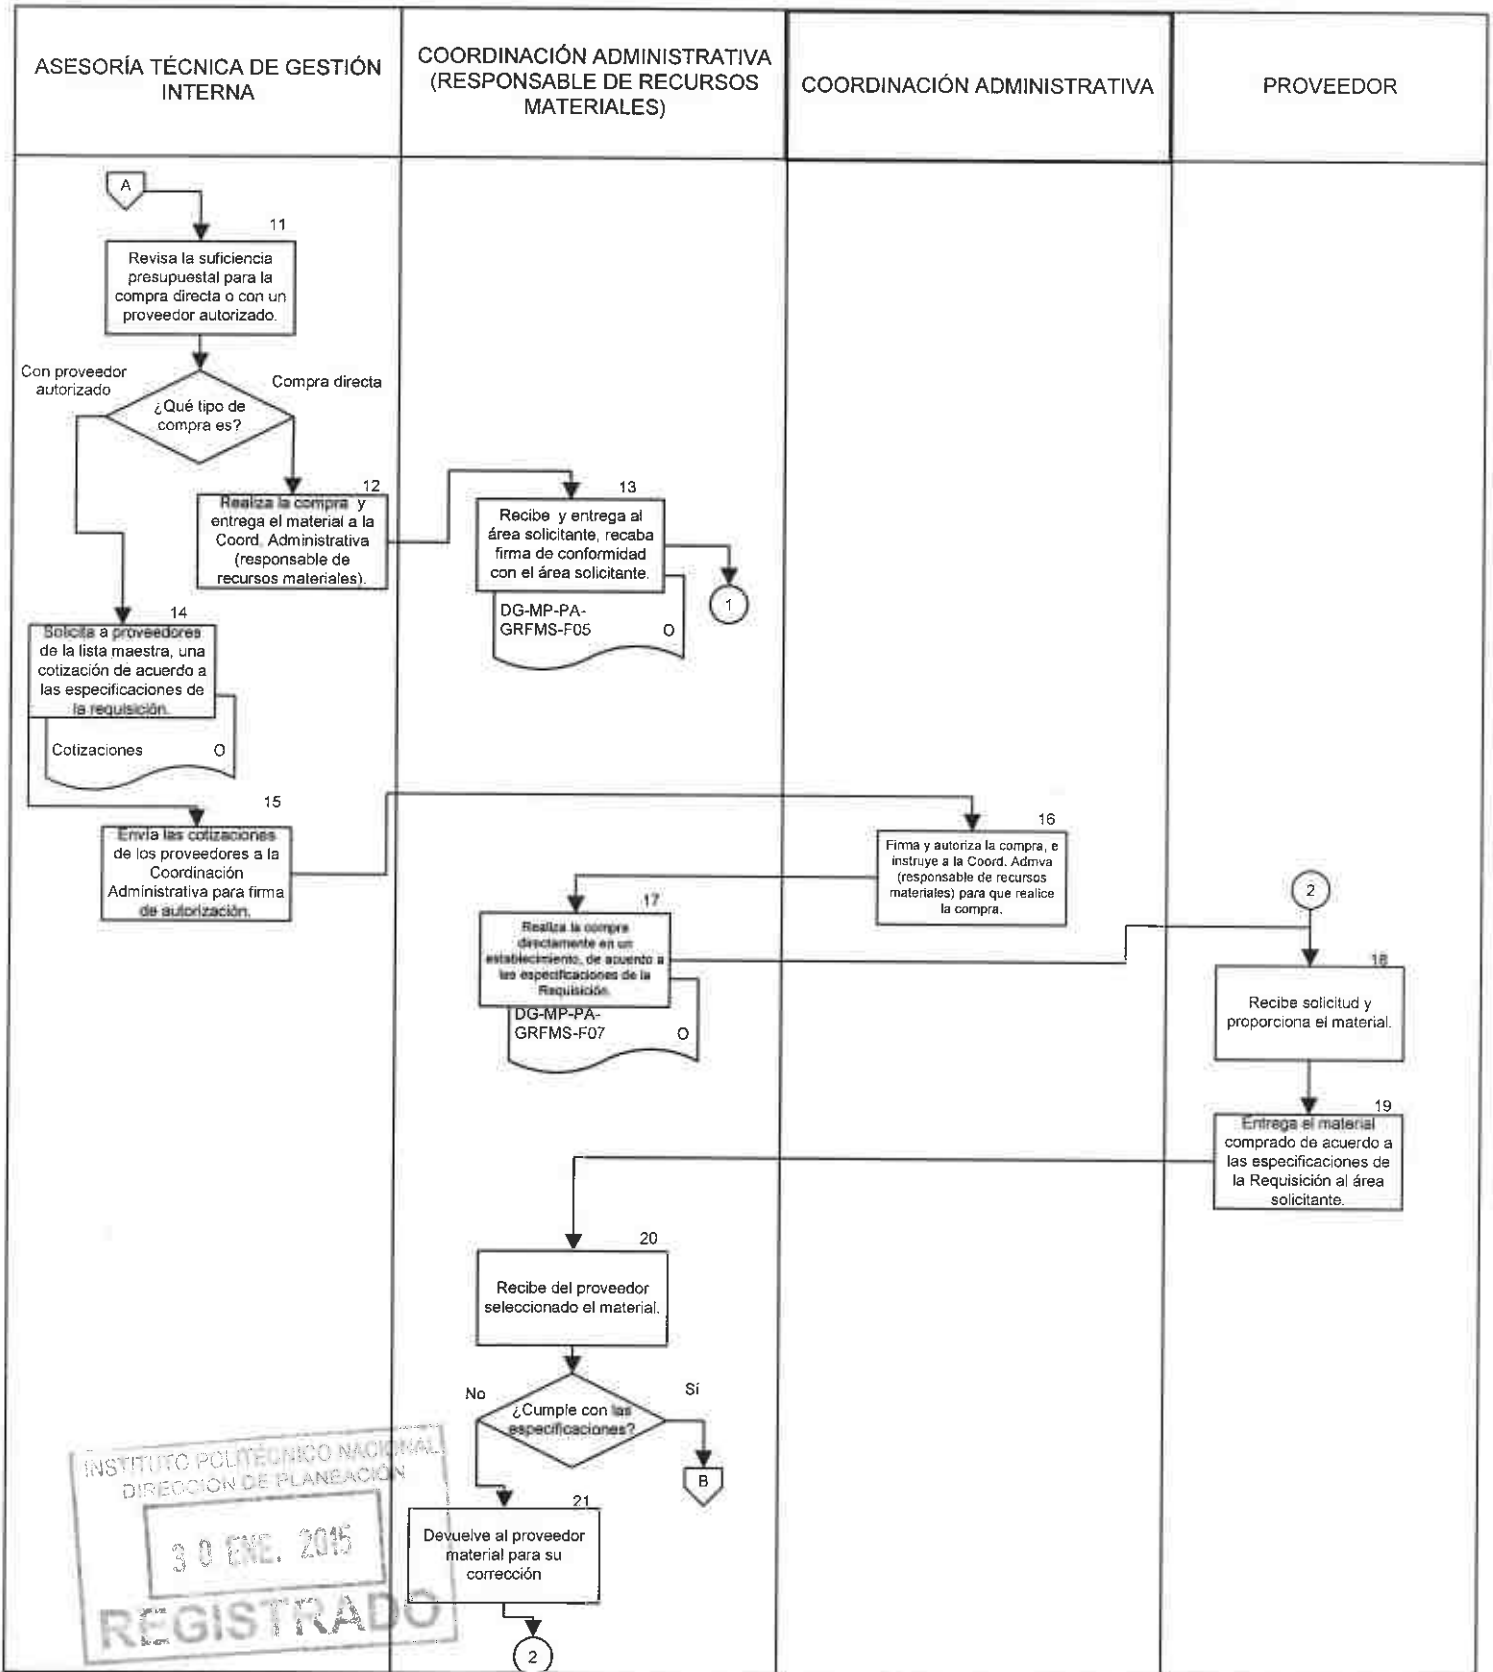 ASESORÍA TÉCNICA DE GESTIÓN
INTERNA
COORDINACIÓN ADMINISTRATIVA
(RESPONSABLE DE RECURSOS
MATERIALES)
COORDINACIÓN ADMINISTRATIVA
PROVEEDOR
A
11
Revisa la suficiencia
presupuestal para la
compra directa o con un
proveedor autorizado.
Con proveedor
autorizado
Compra directa
¿Qué tipo de
compra es?
12
Realiza la compra y
entrega el material a la
Coord. Administrativa
(responsable de
recursos materiales).
13
Recibe y entrega al
área solicitante, recaba
firma de conformidad
con el área solicitante.
DG-MP-PA-
GRFMS-F05 O
1
14
Solicita a proveedores
de la lista maestra, una
cotización de acuerdo a
las especificaciones de
la requisición.
Cotizaciones O
15
Envía las cotizaciones
de los proveedores a la
Coordinación
Administrativa para firma
de autorización.
16
Firma y autoriza la compra, e
instruye a la Coord. Admva
(responsable de recursos
materiales) para que realice
la compra.
17
Realiza la compra
directamente en un
establecimiento, de acuerdo a
las especificaciones de la
Requisición.
DG-MP-PA-
GRFMS-F07 O
2
18
Recibe solicitud y
proporciona el material.
19
Entrega el material
comprado de acuerdo a
las especificaciones de
la Requisición al área
solicitante.
20
Recibe del proveedor
seleccionado el material.
No
Sí
¿Cumple con las
especificaciones?
B
21
Devuelve al proveedor
material para su
corrección
2
INSTITUTO POLITÉCNICO NACIONAL
DIRECCIÓN DE PLANEACIÓN
30 ENE. 2015
REGISTRADO